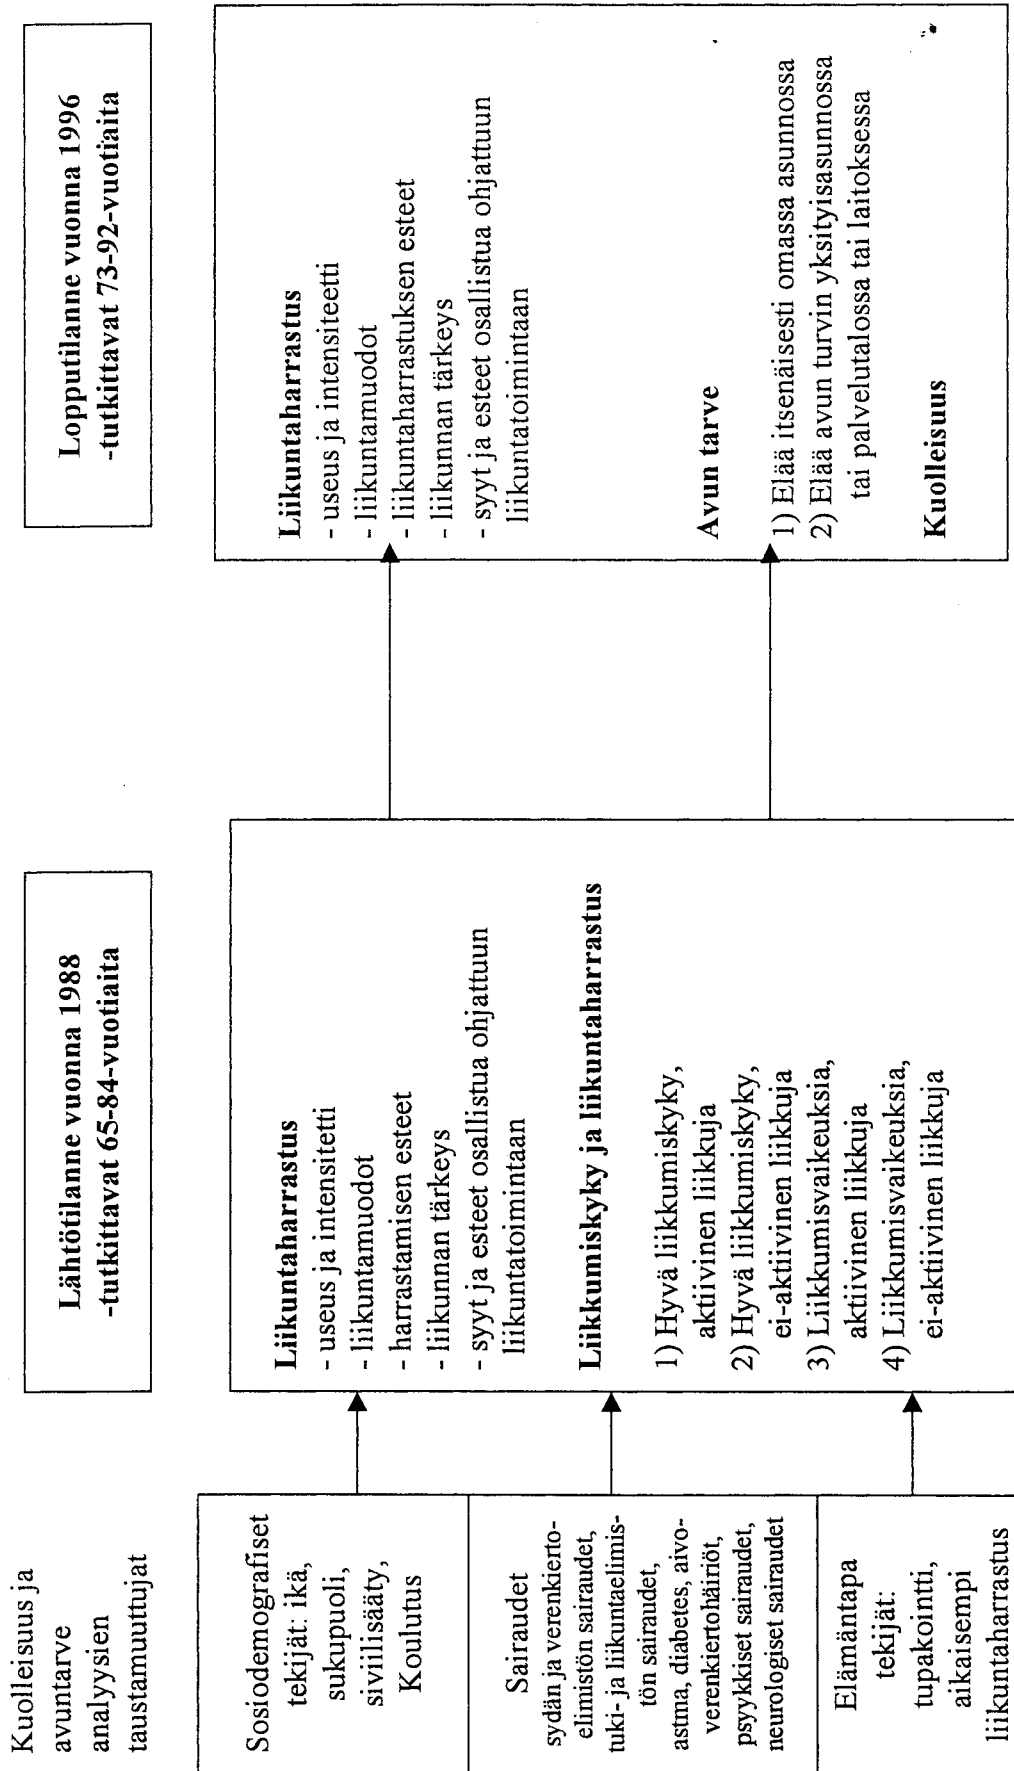 Kuolleisuus ja
avuntarve
analyysien
taustamuuttujat
Lähtötilanne vuonna 1988
-tutkittavat 65-84-vuotiaita
Lopputilanne vuonna 1996
-tutkittavat 73-92-vuotiaita
Sosiodemografiset
tekijät: ikä,
sukupuoli,
siviilisääty,
Koulutus
Sairaudet
sydän ja verenkierto-
elimistön sairaudet,
tuki- ja liikuntaelimis-
tön sairaudet,
astma, diabetes, aivo-
verenkiertohäiriöt,
psyykkiset sairaudet,
neurologiset sairaudet
Elämäntapa
tekijät:
tupakointti,
aikaisempi
liikuntaharrastus
Liikuntaharrastus
- useus ja intensitetti
- liikuntamuodot
- harrastamisen esteet
- liikunnan tärkeys
- syyt ja esteet osallistua ohjattuun
liikuntatoimintaan
Liikkumiskyky ja liikuntaharrastus
1) Hyvä liikkumiskyky,
aktiivinen liikkuja
2) Hyvä liikkumiskyky,
ei-aktiivinen liikkuja
3) Liikkumisvaikeuksia,
aktiivinen liikkuja
4) Liikkumisvaikeuksia,
ei-aktiivinen liikkuja
Liikuntaharrastus
- useus ja intensiteetti
- liikuntamuodot
- liikuntaharrastuksen esteet
- liikunnan tärkeys
- syyt ja esteet osallistua ohjattuun
liikuntatoimintaan
Avun tarve
1) Elää itsenäisesti omassa asunnossa
2) Elää avun turvin yksityisasunnossa
tai palvelutalossa tai laitoksessa
Kuolleisuus